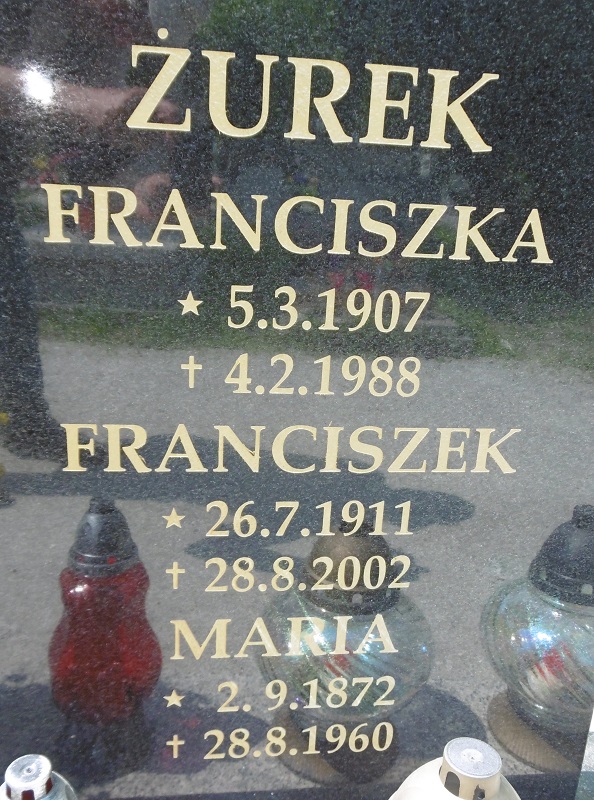 ŻUREK
FRANCISZKA
★ 5.3.1907
† 4.2.1988
FRANCISZEK
★ 26.7.1911
† 28.8.2002
MARIA
★ 2.9.1872
† 28.8.1960